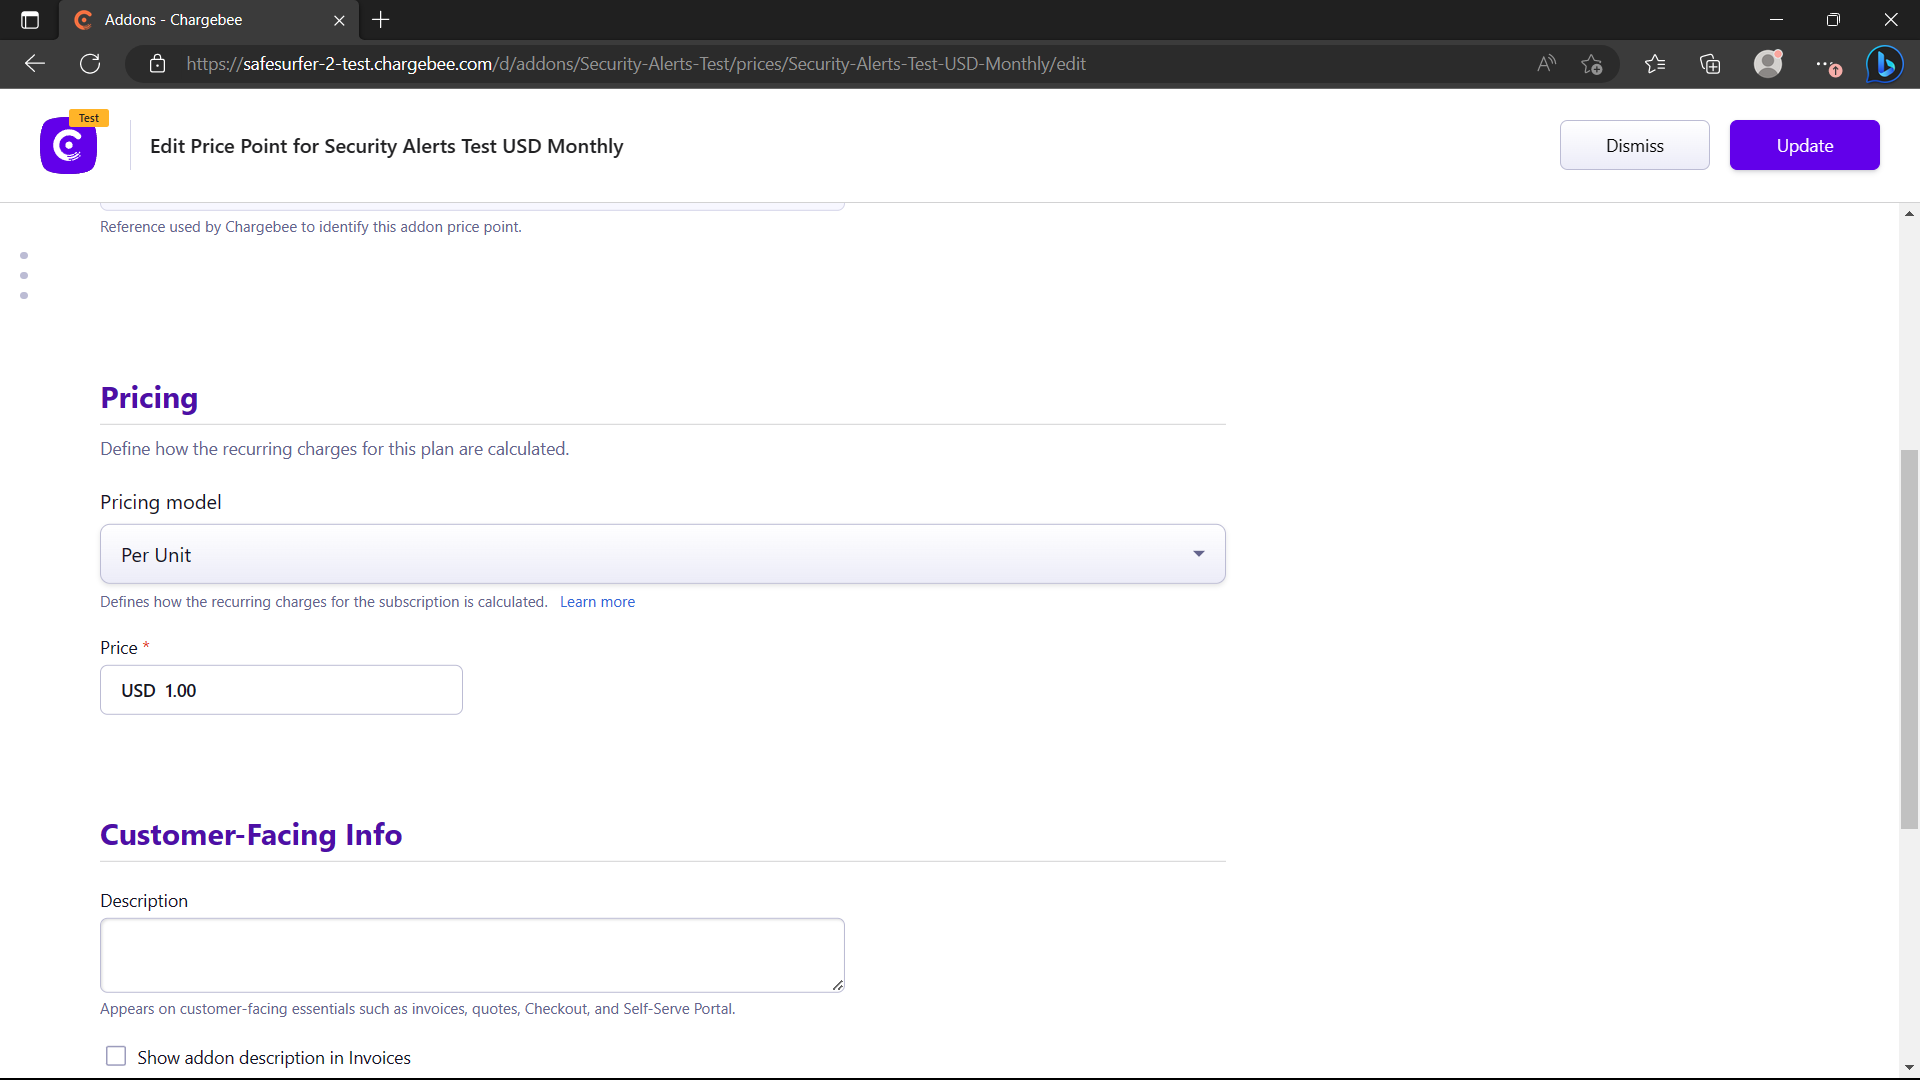 Addons - Chargebee
https://safesurfer-2-test.chargebee.com/d/addons/Security-Alerts-Test/prices/Security-Alerts-Test-USD-Monthly/edit
Test
Edit Price Point for Security Alerts Test USD Monthly
Dismiss
Update
Reference used by Chargebee to identify this addon price point.
Pricing
Define how the recurring charges for this plan are calculated.
Pricing model
Per Unit
Defines how the recurring charges for the subscription is calculated. Learn more
Price *
USD 1.00
Customer-Facing Info
Description
Appears on customer-facing essentials such as invoices, quotes, Checkout, and Self-Serve Portal.
Show addon description in Invoices